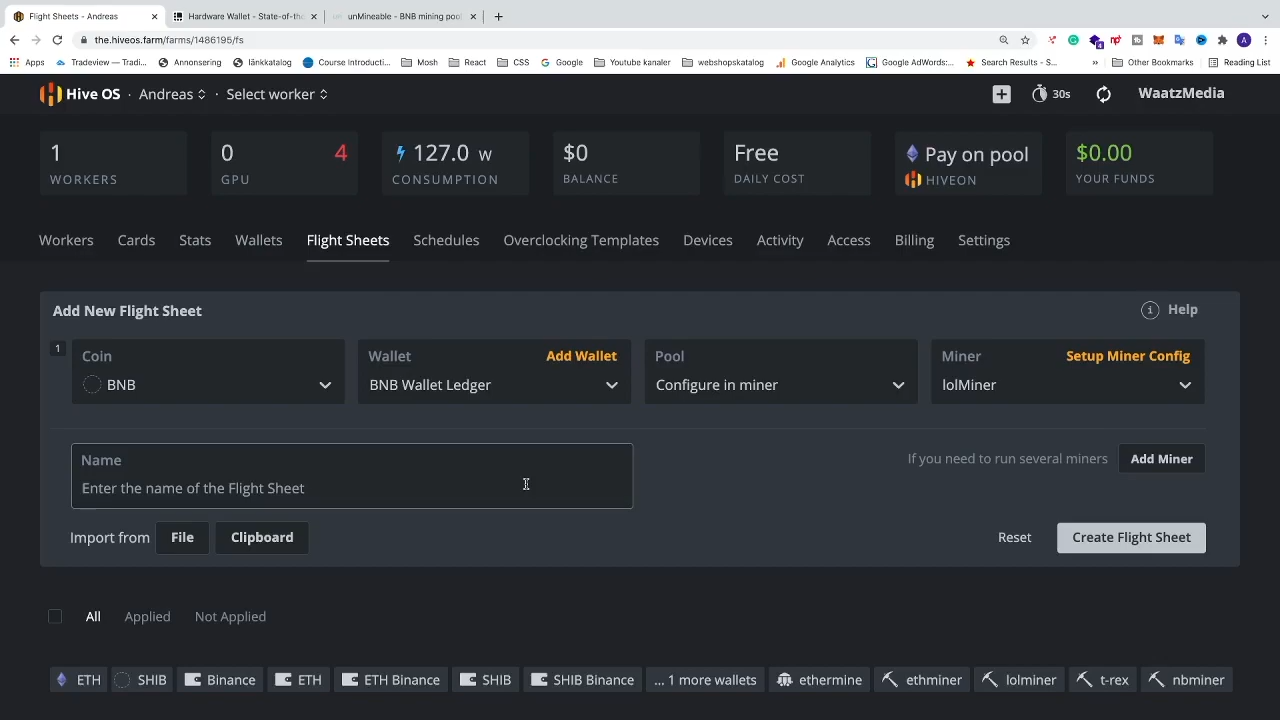 Flight Sheets - Andreas
Hardware Wallet - State-of-the
unMineable - BNB mining pool
the.hiveos.farm/farms/1486195/fs
A
Apps
Tradeview – Tradi...
Annonsering
länkkatalog
Course Introducti...
Mosh
React
CSS
Google
Youtube kanaler
webshopskatalog
Google Analytics
Google AdWords:...
Search Results - S...
Other Bookmarks
Reading List
Hive OS · Andreas · Select worker
30s
WaatzMedia
1
WORKERS
0 4
GPU
127.0 W
CONSUMPTION
$0
BALANCE
Free
DAILY COST
Pay on pool
HIVEON
$0.00
YOUR FUNDS
Workers Cards Stats Wallets Flight Sheets Schedules Overclocking Templates Devices Activity Access Billing Settings
Add New Flight Sheet
Help
1
Coin
BNB
Wallet Add Wallet
BNB Wallet Ledger
Pool
Configure in miner
Miner Setup Miner Config
lolMiner
Name
Enter the name of the Flight Sheet
If you need to run several miners Add Miner
Import from File Clipboard
Reset Create Flight Sheet
All Applied Not Applied
ETH SHIB Binance ETH ETH Binance SHIB SHIB Binance ... 1 more wallets ethermine ethminer lolminer t-rex nbminer